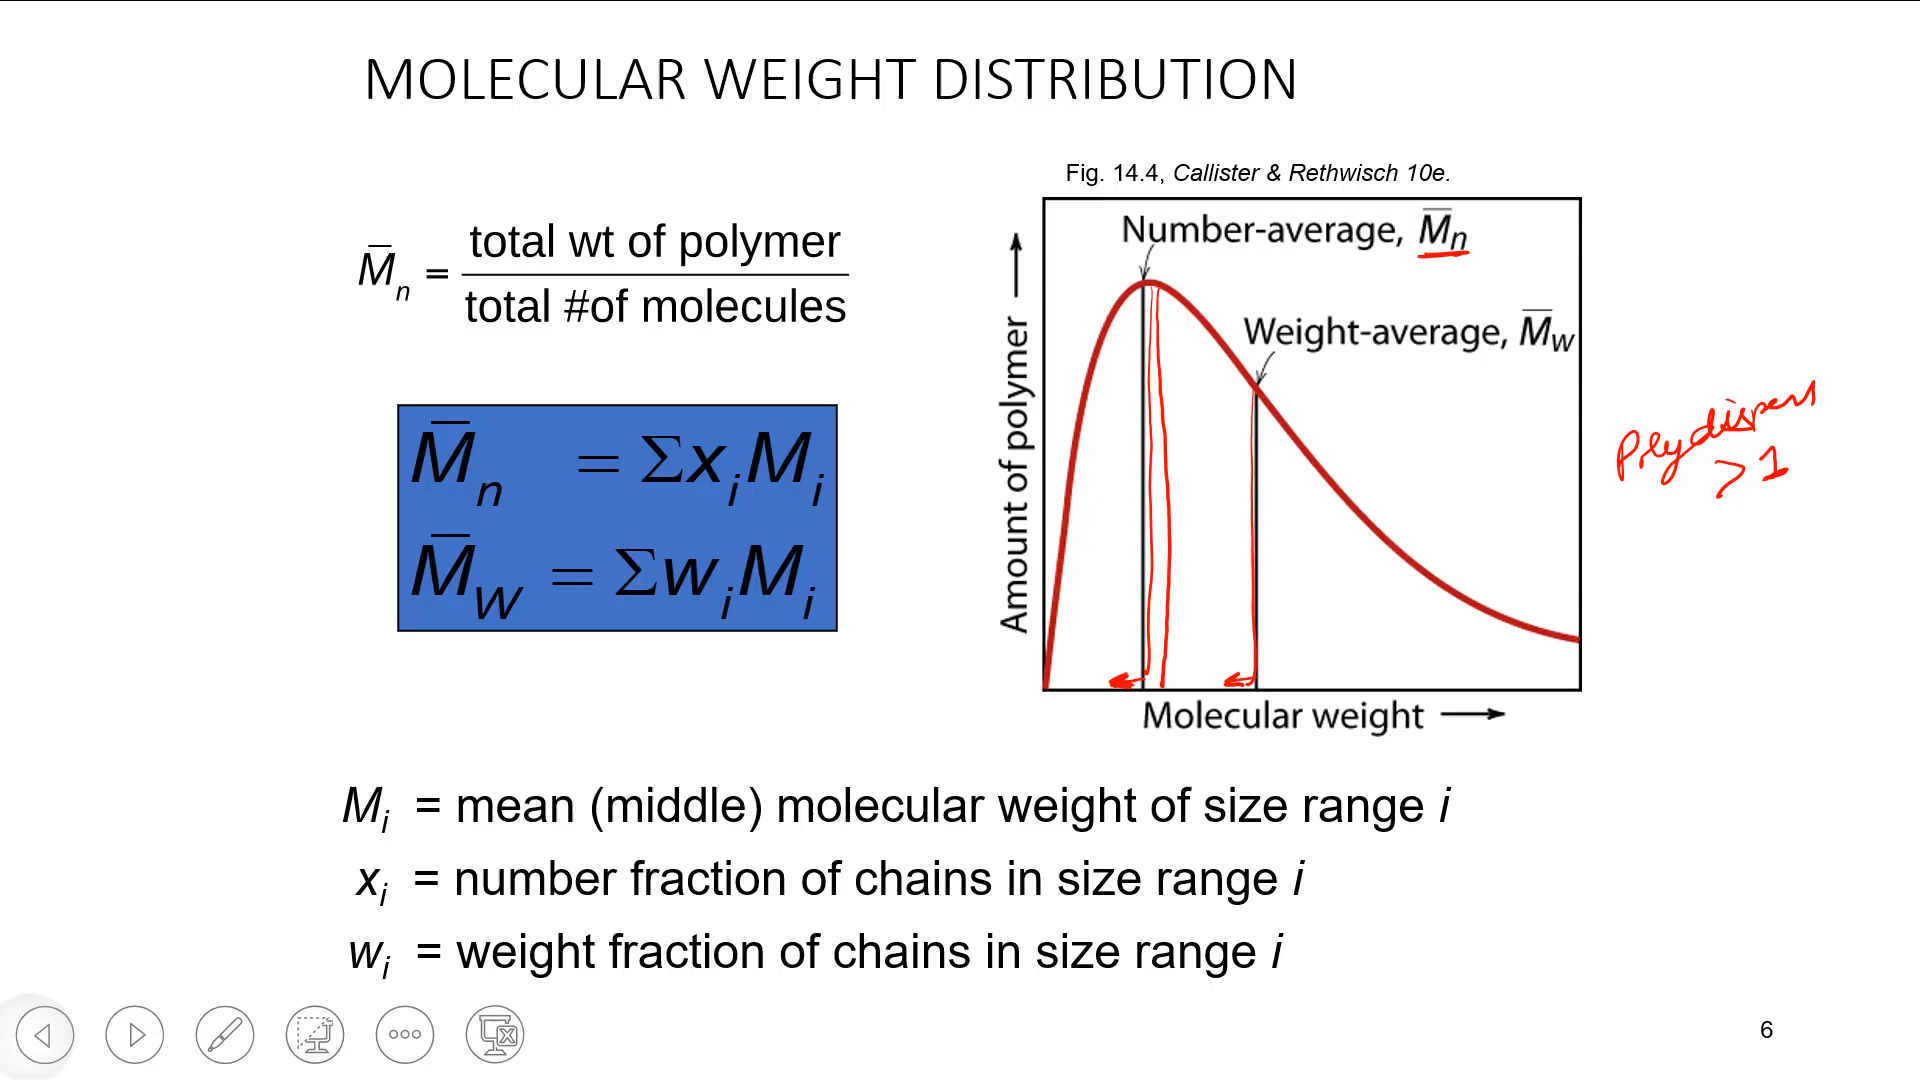 MOLECULAR WEIGHT DISTRIBUTION
Fig. 14.4, Callister & Rethwisch 10e.
M̄n = total wt of polymer
total #of molecules
M̄n = Σxi Mi
M̄W = Σwi Mi
Number-average, M̄n
Weight-average, M̄w
Amount of polymer
Molecular weight
> 1
Mi = mean (middle) molecular weight of size range i
xi = number fraction of chains in size range i
wi = weight fraction of chains in size range i
6